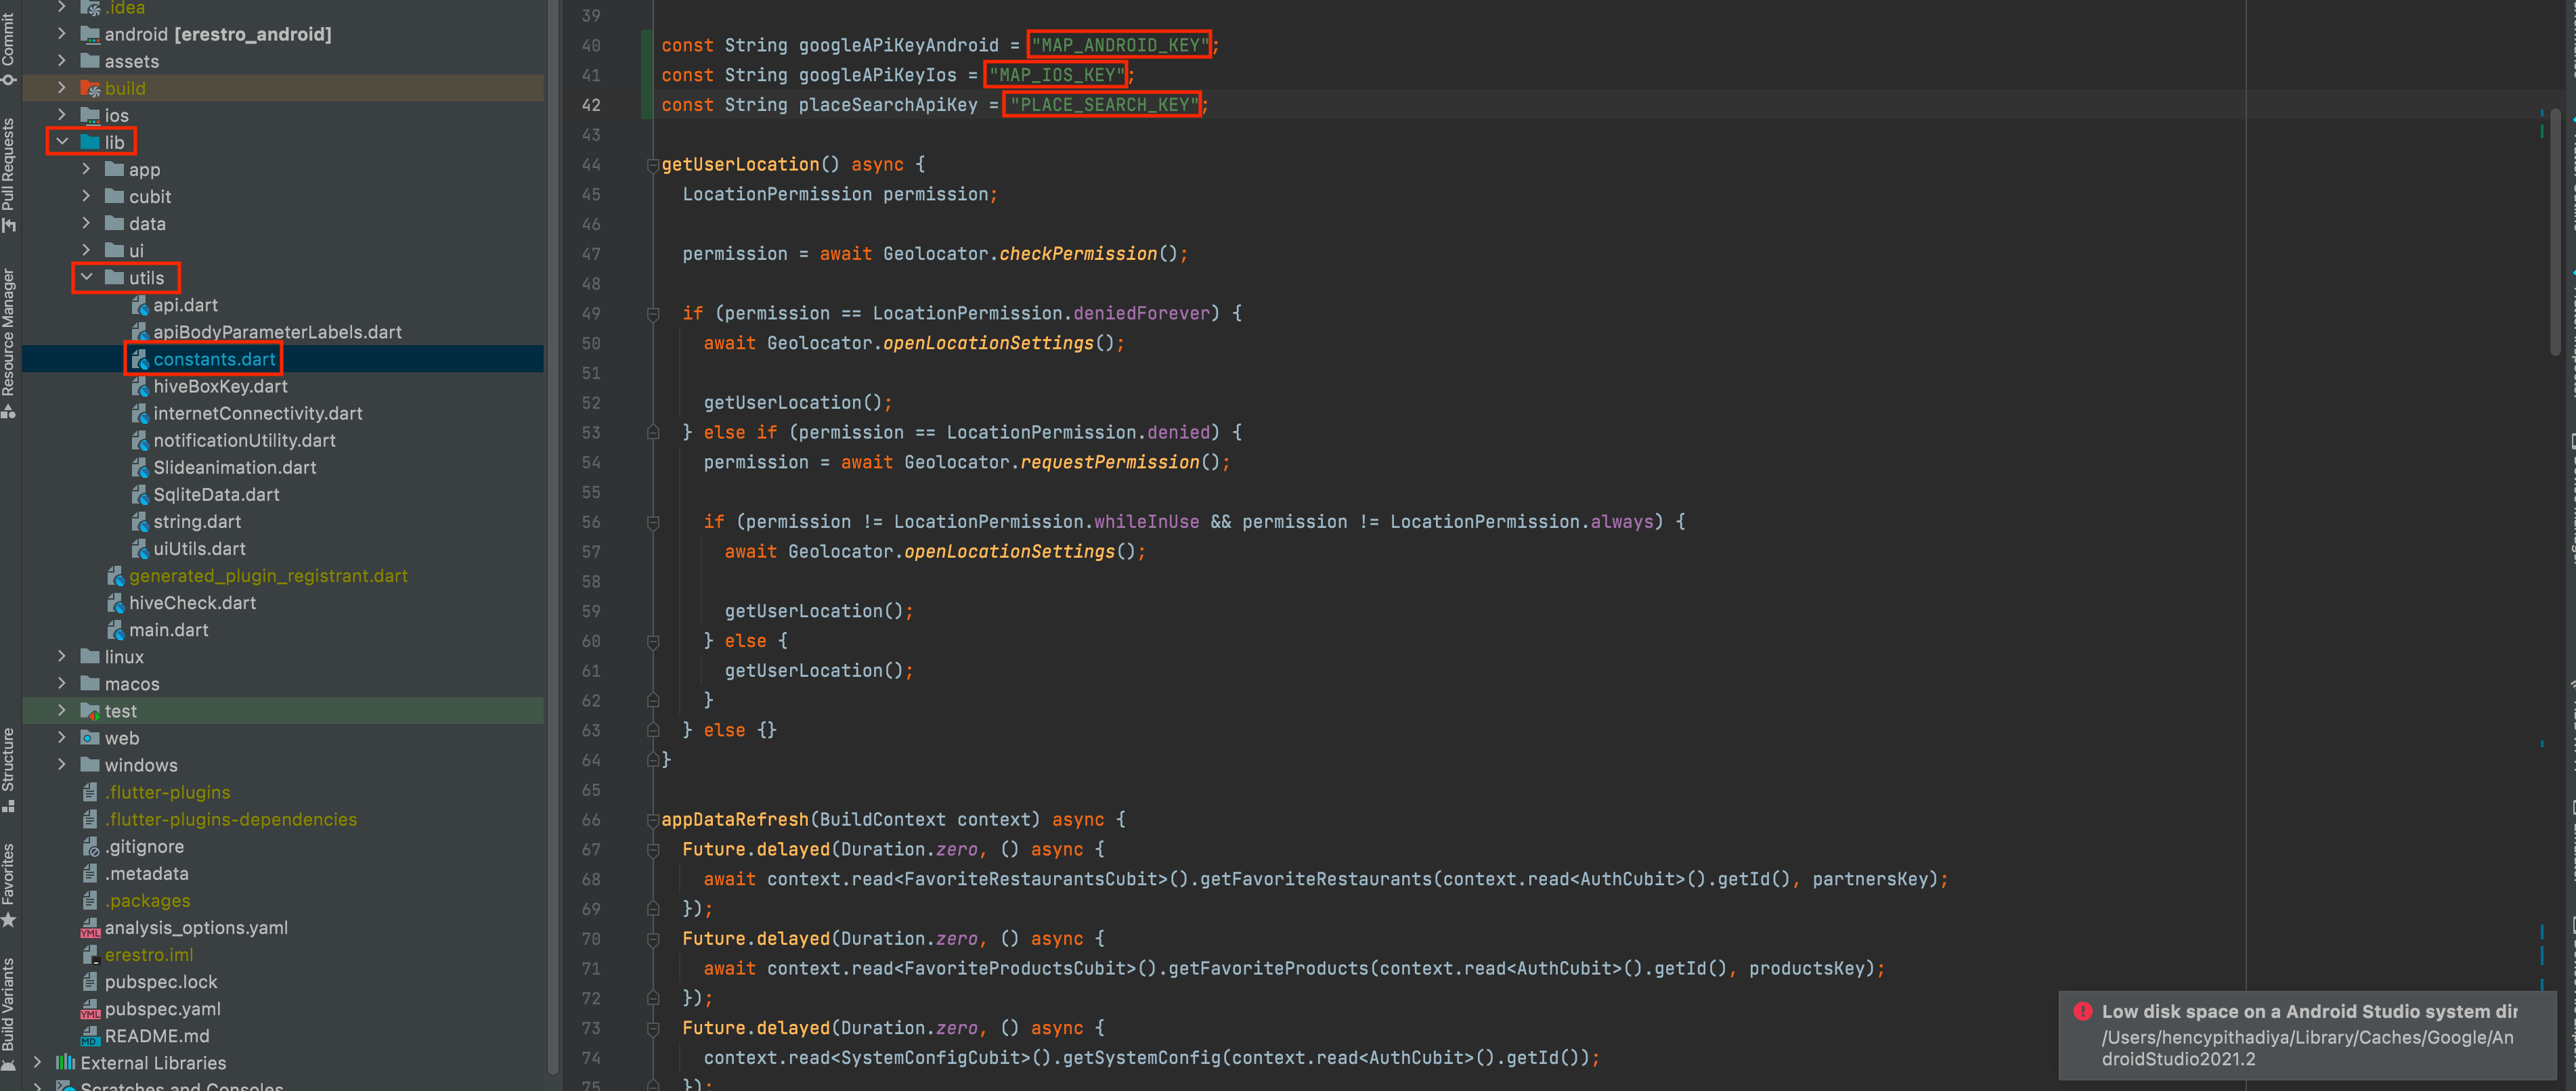 Commit
Pull Requests
Resource Manager
Structure
Favorites
Build Variants
.idea
android [erestro_android]
assets
build
ios
lib
app
cubit
data
ui
utils
api.dart
apiBodyParameterLabels.dart
constants.dart
hiveBoxKey.dart
internetConnectivity.dart
notificationUtility.dart
Slideanimation.dart
SqliteData.dart
string.dart
uiUtils.dart
generated_plugin_registrant.dart
hiveCheck.dart
main.dart
linux
macos
test
web
windows
.flutter-plugins
.flutter-plugins-dependencies
.gitignore
.metadata
.packages
analysis_options.yaml
erestro.iml
pubspec.lock
pubspec.yaml
README.md
External Libraries
Scratches and Consoles
39
40 const String googleAPiKeyAndroid = "MAP_ANDROID_KEY";
41 const String googleAPiKeyIos = "MAP_IOS_KEY";
42 const String placeSearchApiKey = "PLACE_SEARCH_KEY";
43
44 getUserLocation() async {
45 LocationPermission permission;
46
47 permission = await Geolocator.checkPermission();
48
49 if (permission == LocationPermission.deniedForever) {
50 await Geolocator.openLocationSettings();
51
52 getUserLocation();
53 } else if (permission == LocationPermission.denied) {
54 permission = await Geolocator.requestPermission();
55
56 if (permission != LocationPermission.whileInUse && permission != LocationPermission.always) {
57 await Geolocator.openLocationSettings();
58
59 getUserLocation();
60 } else {
61 getUserLocation();
62 }
63 } else {}
64 }
65
66 appDataRefresh(BuildContext context) async {
67 Future.delayed(Duration.zero, () async {
68 await context.read<FavoriteRestaurantsCubit>().getFavoriteRestaurants(context.read<AuthCubit>().getId(), partnersKey);
69 });
70 Future.delayed(Duration.zero, () async {
71 await context.read<FavoriteProductsCubit>().getFavoriteProducts(context.read<AuthCubit>().getId(), productsKey);
72 });
73 Future.delayed(Duration.zero, () async {
74 context.read<SystemConfigCubit>().getSystemConfig(context.read<AuthCubit>().getId());
75 });
Low disk space on a Android Studio system dir
/Users/hencypithadiya/Library/Caches/Google/An
droidStudio2021.2